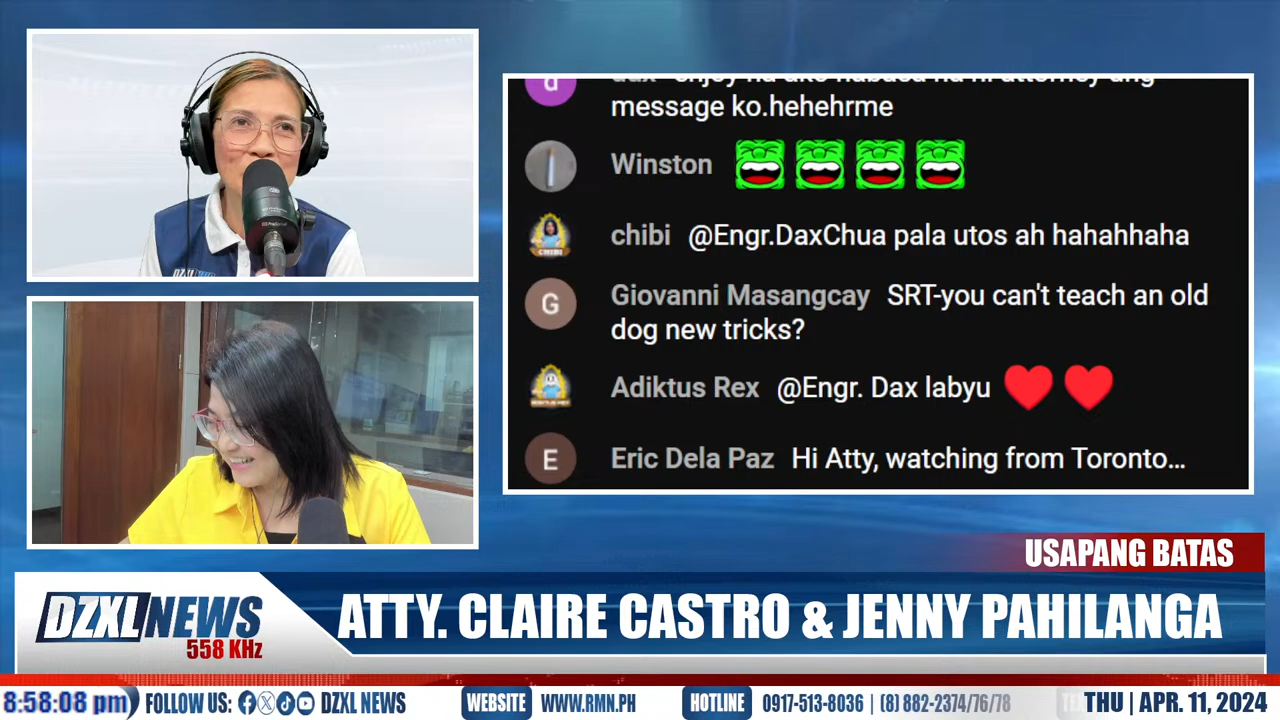 message ko.hehehrme
Winston
chibi @Engr.DaxChua pala utos ah hahahhaha
Giovanni Masangcay SRT-you can't teach an old
dog new tricks?
Adiktus Rex @Engr. Dax labyu
Eric Dela Paz Hi Atty, watching from Toronto...
USAPANG BATAS
DZXL NEWS
558 KHz
ATTY. CLAIRE CASTRO & JENNY PAHILANGA
8:58:08 pm FOLLOW US: DZXL NEWS WEBSITE WWW.RMN.PH HOTLINE 0917-513-8036 | (8) 882-2374/76/78 THU | APR. 11, 2024